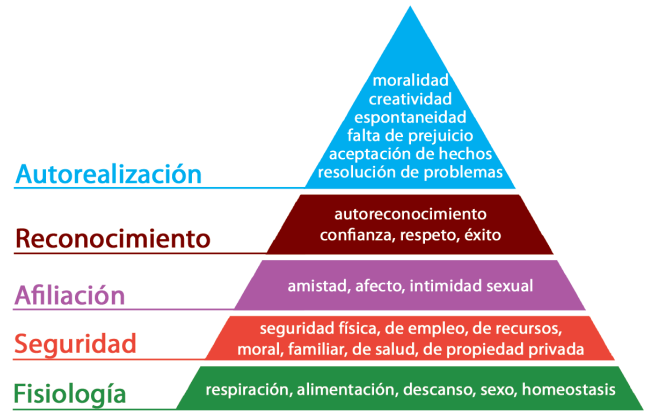 moralidad
creatividad
espontaneidad
falta de prejuicio
aceptación de hechos
resolución de problemas
Autorealización
autoreconocimiento
confianza, respeto, éxito
Reconocimiento
amistad, afecto, intimidad sexual
Afiliación
seguridad física, de empleo, de recursos,
moral, familiar, de salud, de propiedad privada
Seguridad
respiración, alimentación, descanso, sexo, homeostasis
Fisiología